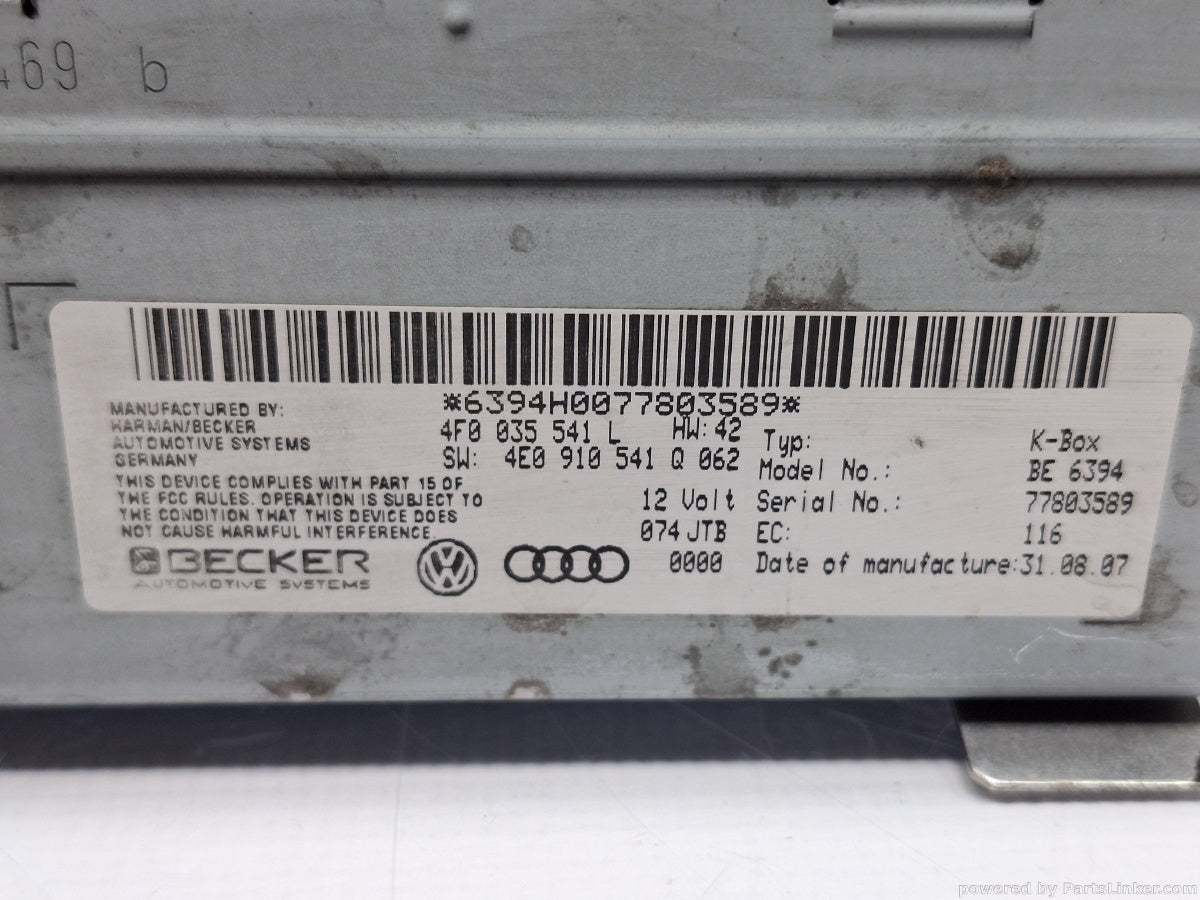 469 b
*6394H0077803589*
MANUFACTURED BY:
HARMAN/BECKER
AUTOMOTIVE SYSTEMS
GERMANY
THIS DEVICE COMPLIES WITH PART 15 OF
THE FCC RULES. OPERATION IS SUBJECT TO
THE CONDITION THAT THIS DEVICE DOES
NOT CAUSE HARMFUL INTERFERENCE.
BECKER
AUTOMOTIVE SYSTEMS
4F0 035 541 L HW: 42
SW: 4E0 910 541 Q 062
12 Volt
074 JTB
0000
Typ: K-Box
Model No.: BE 6394
Serial No.: 77803589
EC: 116
Date of manufacture: 31.08.07
powered by PartsLinker.com